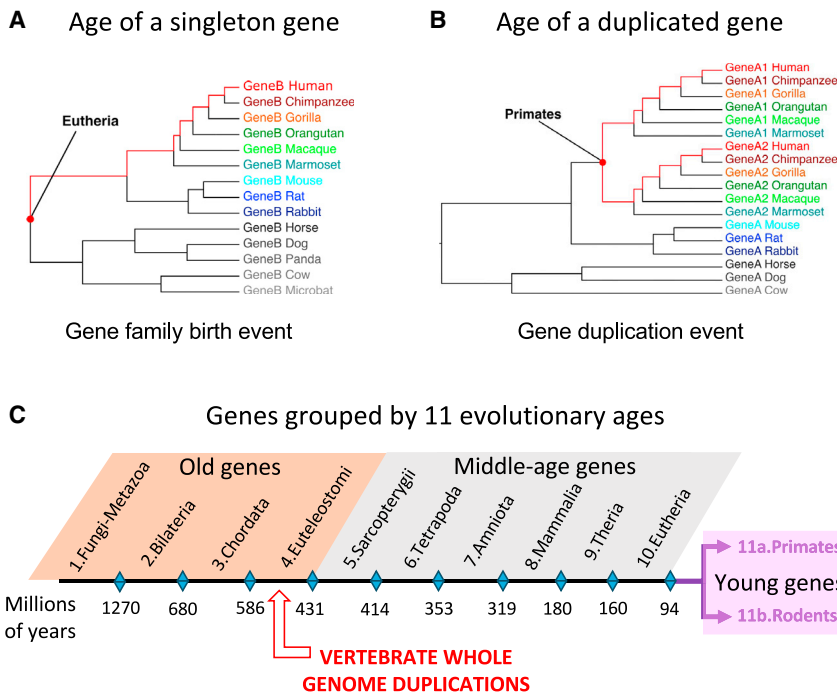 A
Age of a singleton gene
Eutheria
GeneB Human
GeneB Chimpanzee
GeneB Gorilla
GeneB Orangutan
GeneB Macaque
GeneB Marmoset
GeneB Mouse
GeneB Rat
GeneB Rabbit
GeneB Horse
GeneB Dog
GeneB Panda
GeneB Cow
GeneB Microbat
Gene family birth event
B
Age of a duplicated gene
Primates
GeneA1 Human
GeneA1 Chimpanzee
GeneA1 Gorilla
GeneA1 Orangutan
GeneA1 Macaque
GeneA1 Marmoset
GeneA2 Human
GeneA2 Chimpanzee
GeneA2 Gorilla
GeneA2 Orangutan
GeneA2 Macaque
GeneA2 Marmoset
GeneA Mouse
GeneA Rat
GeneA Rabbit
GeneA Horse
GeneA Dog
GeneA Cow
Gene duplication event
C
Genes grouped by 11 evolutionary ages
Old genes
Middle-age genes
1.Fungi-Metazoa
2.Bilateria
3.Chordata
4.Euteleostomi
5.Sarcopterygii
6.Tetrapoda
7.Amniota
8.Mammalia
9.Theria
10.Eutheria
11a.Primates
Young genes
11b.Rodents
Millions
of years
1270
680
586
431
414
353
319
180
160
94
VERTEBRATE WHOLE
GENOME DUPLICATIONS